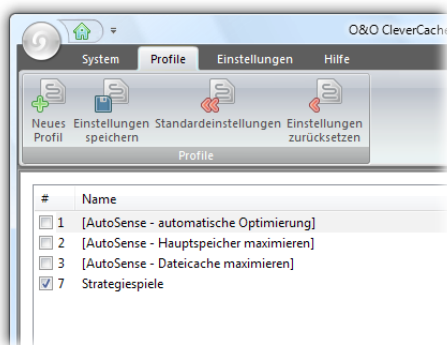 O&O CleverCache
System Profile Einstellungen Hilfe
Neues Profil
Einstellungen speichern
Standardeinstellungen
Einstellungen zurücksetzen
Profile
# Name
1 [AutoSense - automatische Optimierung]
2 [AutoSense - Hauptspeicher maximieren]
3 [AutoSense - Dateicache maximieren]
7 Strategiespiele